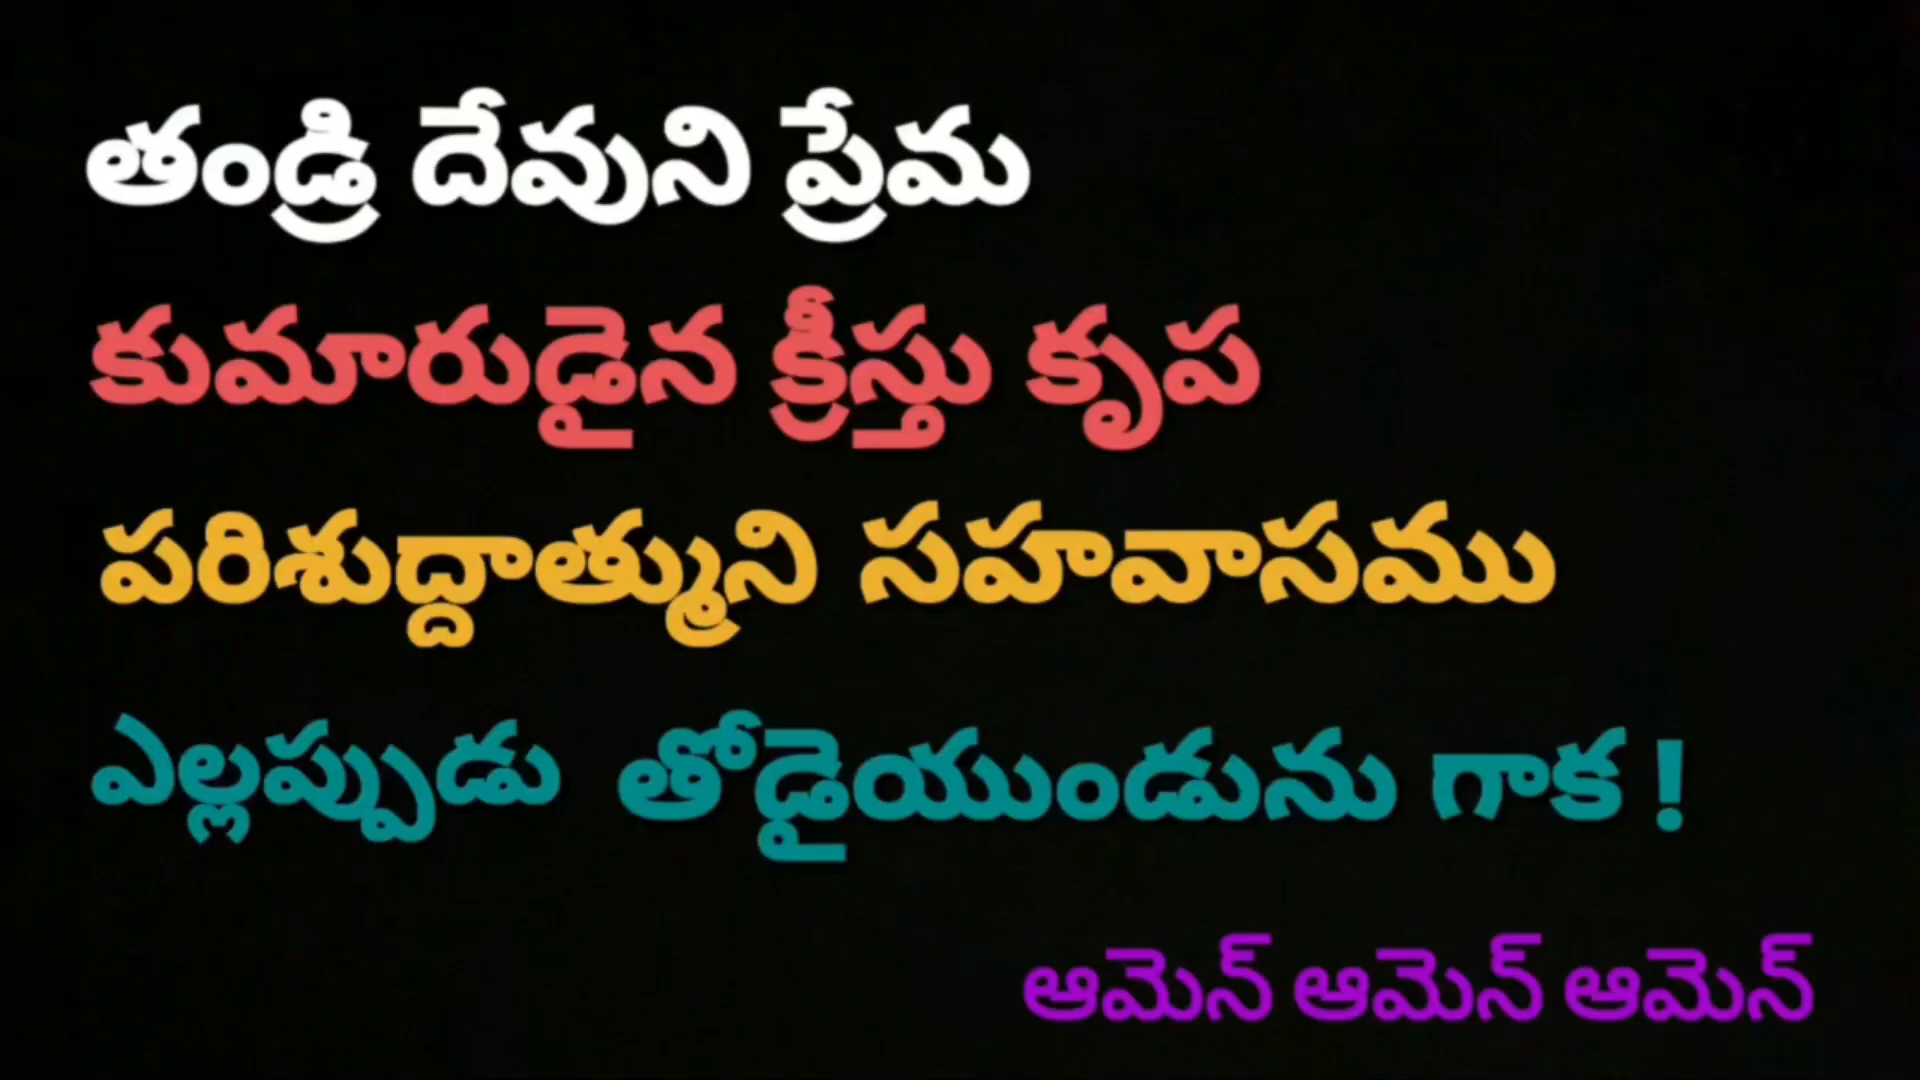 తండ్రి దేవుని ప్రేమ
కుమారుడైన క్రీస్తు కృప
పరిశుద్దాత్ముని సహవాసము
ఎల్లప్పుడు తోడైయుండును గాక !
ఆమెన్ ఆమెన్ ఆమెన్